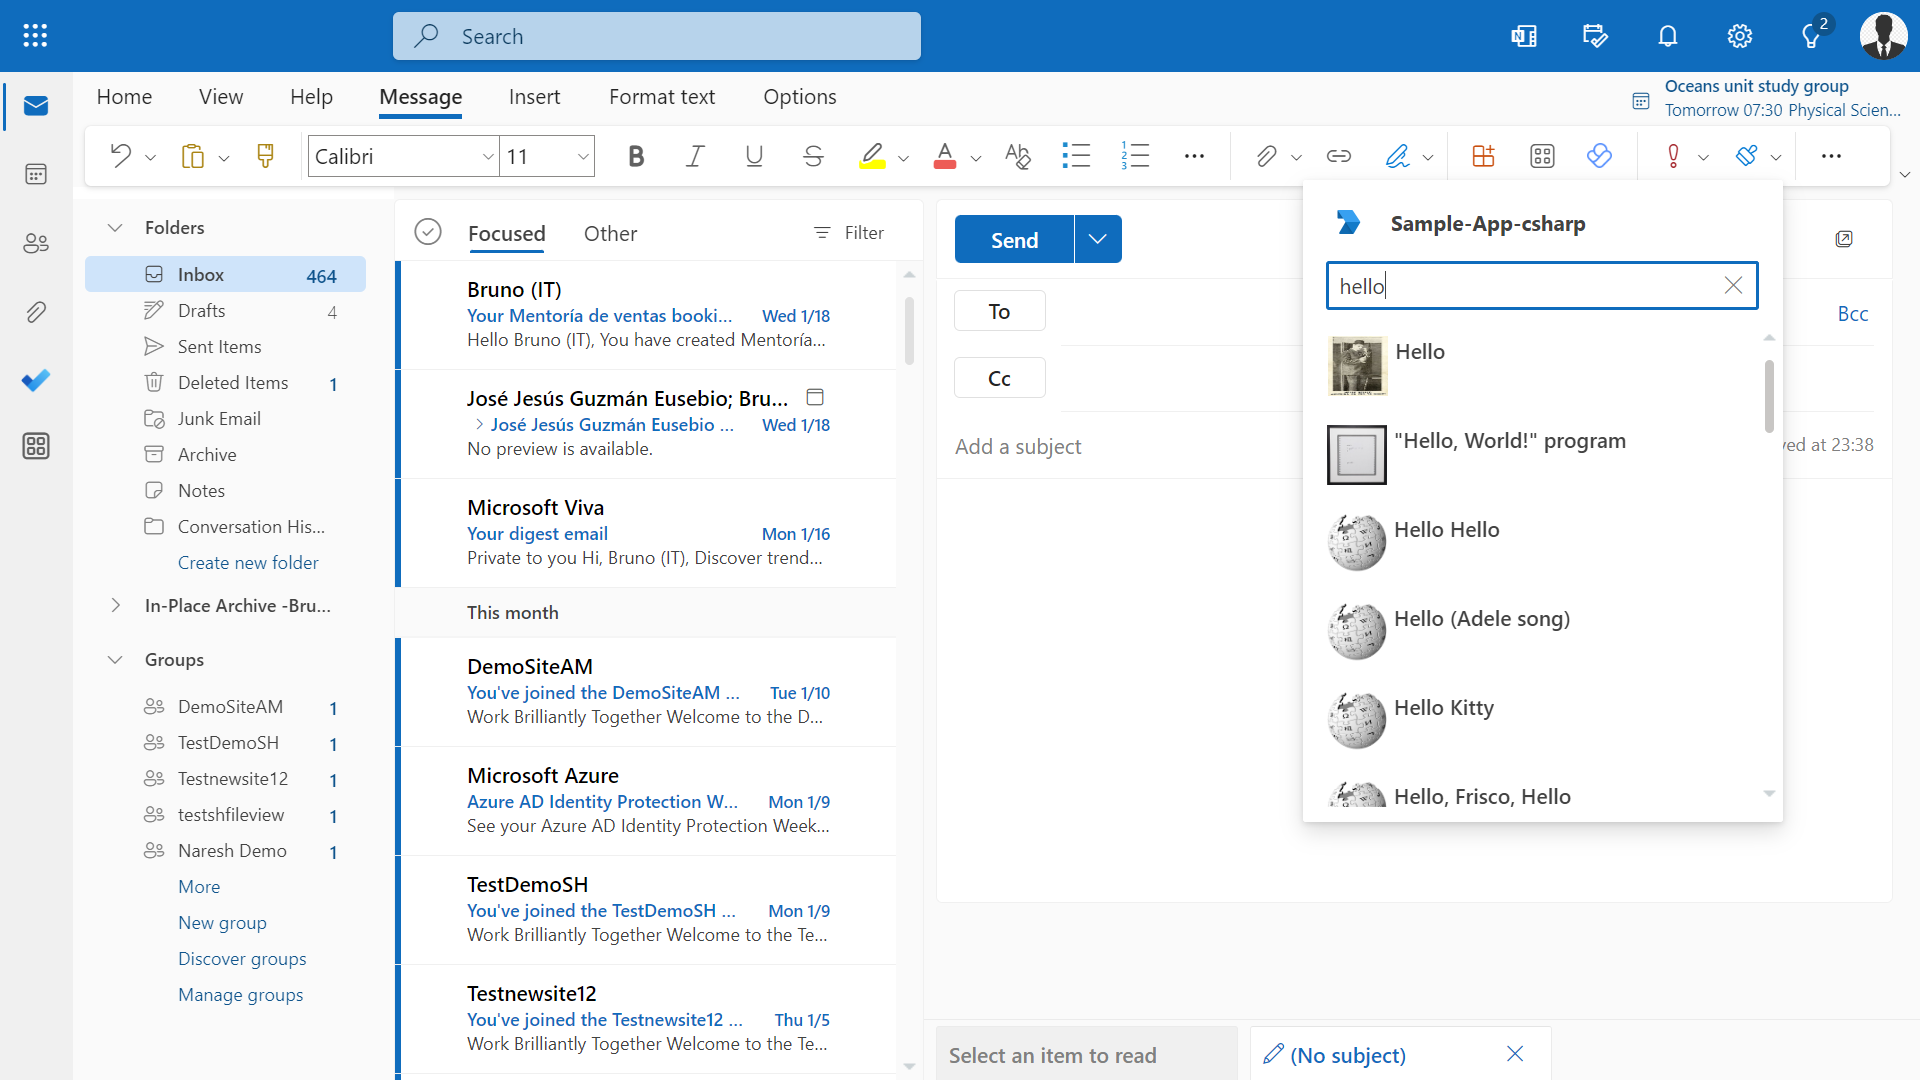 Search
2
Home View Help Message Insert Format text Options
Oceans unit study group
Tomorrow 07:30 Physical Scien...
Calibri 11
Folders
Inbox 464
Drafts 4
Sent Items
Deleted Items 1
Junk Email
Archive
Notes
Conversation His...
Create new folder
In-Place Archive -Bru...
Groups
DemoSiteAM 1
TestDemoSH 1
Testnewsite12 1
testshfileview 1
Naresh Demo 1
More
New group
Discover groups
Manage groups
Focused Other Filter
Bruno (IT)
Your Mentoría de ventas booki... Wed 1/18
Hello Bruno (IT), You have created Mentoría...
José Jesús Guzmán Eusebio; Bru...
José Jesús Guzmán Eusebio ... Wed 1/18
No preview is available.
Microsoft Viva
Your digest email Mon 1/16
Private to you Hi, Bruno (IT), Discover trend...
This month
DemoSiteAM
You've joined the DemoSiteAM ... Tue 1/10
Work Brilliantly Together Welcome to the D...
Microsoft Azure
Azure AD Identity Protection W... Mon 1/9
See your Azure AD Identity Protection Week...
TestDemoSH
You've joined the TestDemoSH ... Mon 1/9
Work Brilliantly Together Welcome to the Te...
Testnewsite12
You've joined the Testnewsite12 ... Thu 1/5
Work Brilliantly Together Welcome to the Te...
Send
To
Bcc
Cc
Add a subject
ved at 23:38
Sample-App-csharp
hello
Hello
"Hello, World!" program
Hello Hello
Hello (Adele song)
Hello Kitty
Hello, Frisco, Hello
Select an item to read
(No subject)